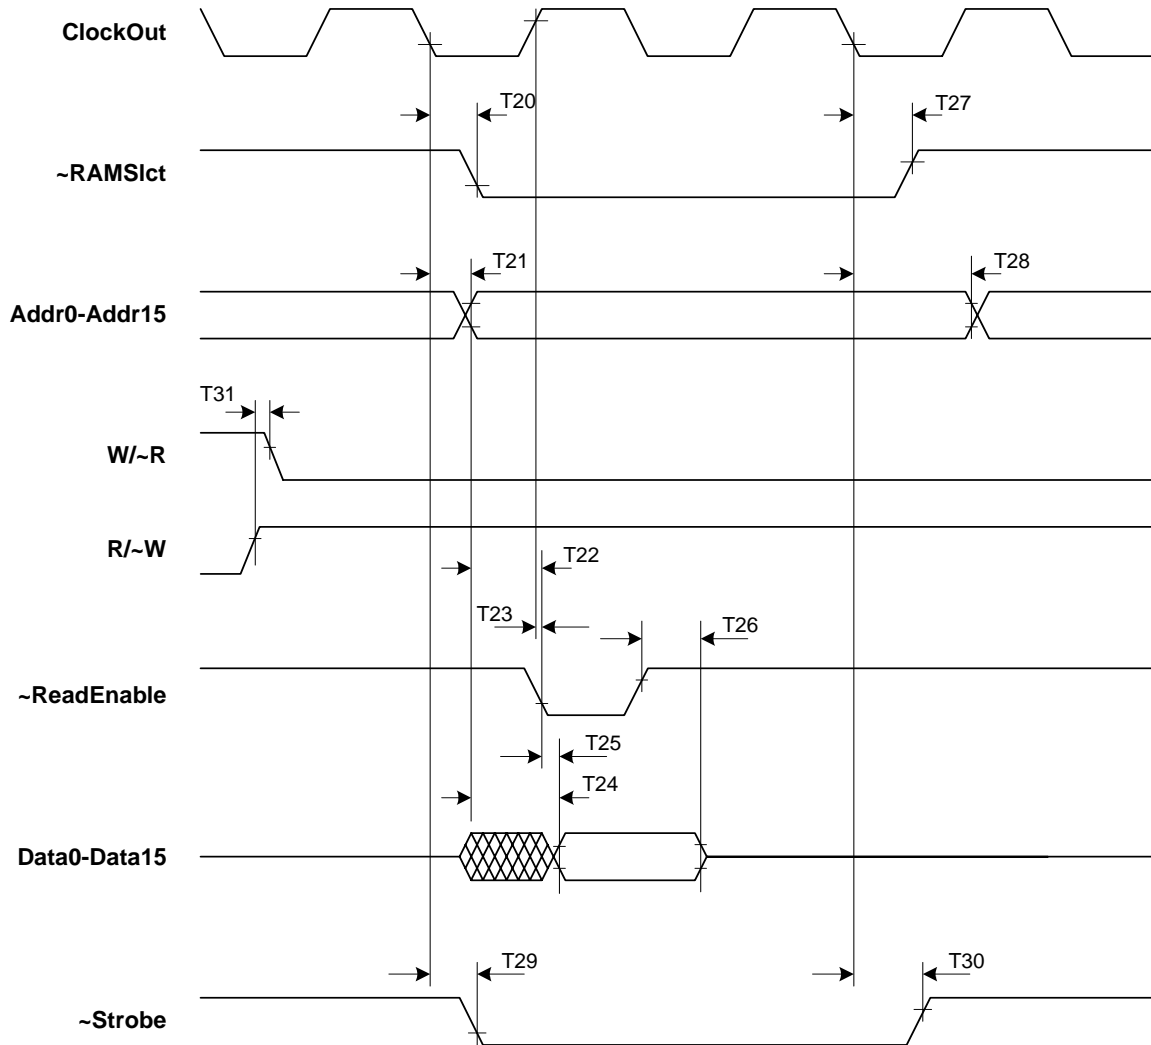 ClockOut
T20
T27
~RAMSlct
T21
T28
Addr0-Addr15
T31
W/~R
R/~W
T22
T23
T26
~ReadEnable
T25
T24
Data0-Data15
T29
T30
~Strobe